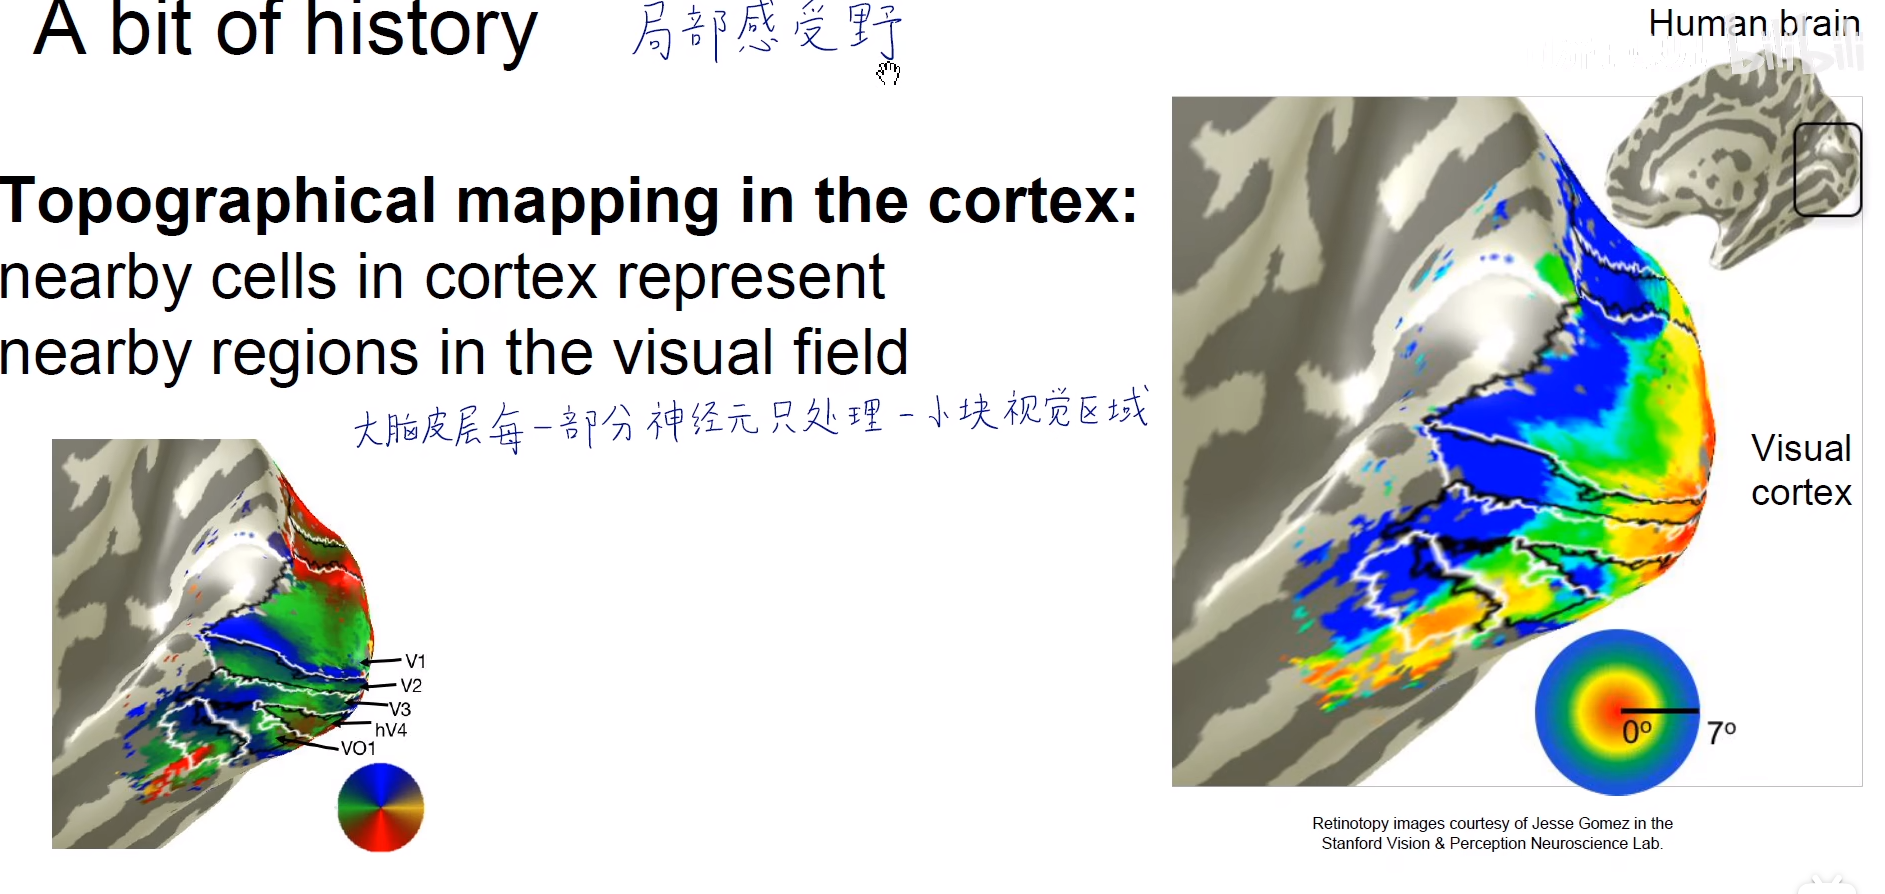 A bit of history 局部感受野
Human brain
bilibili
Topographical mapping in the cortex:
nearby cells in cortex represent
nearby regions in the visual field
大脑皮层每一部分神经元只处理一小块视觉区域
Visual
cortex
V1
V2
V3
hV4
VO1
0º
7º
Retinotopy images courtesy of Jesse Gomez in the
Stanford Vision & Perception Neuroscience Lab.